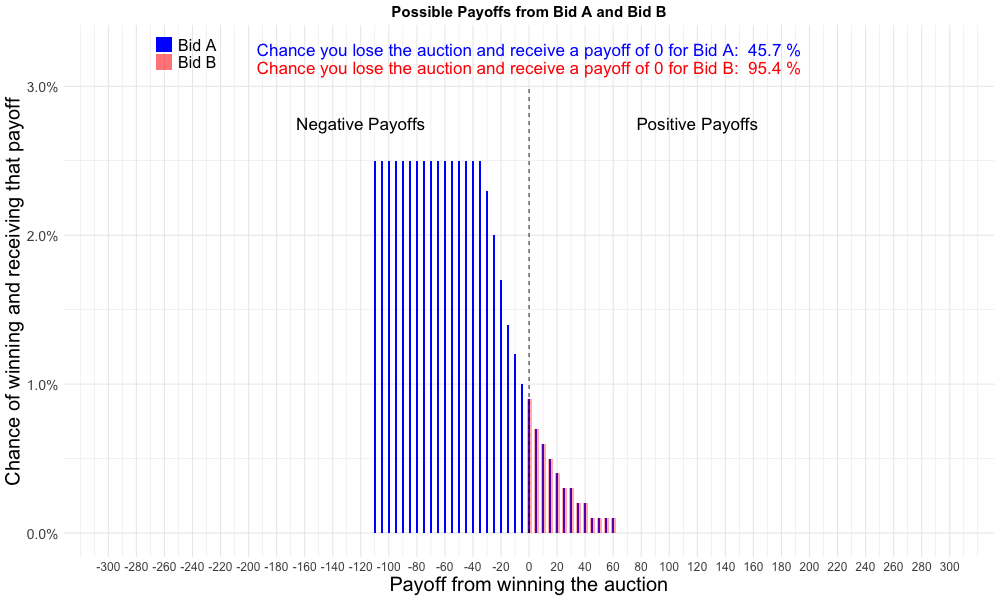 Possible Payoffs from Bid A and Bid B
Bid A
Bid B
Chance you lose the auction and receive a payoff of 0 for Bid A: 45.7 %
Chance you lose the auction and receive a payoff of 0 for Bid B: 95.4 %
Negative Payoffs
Positive Payoffs
Chance of winning and receiving that payoff
3.0%
2.0%
1.0%
0.0%
-300 -280 -260 -240 -220 -200 -180 -160 -140 -120 -100 -80 -60 -40 -20 0 20 40 60 80 100 120 140 160 180 200 220 240 260 280 300
Payoff from winning the auction